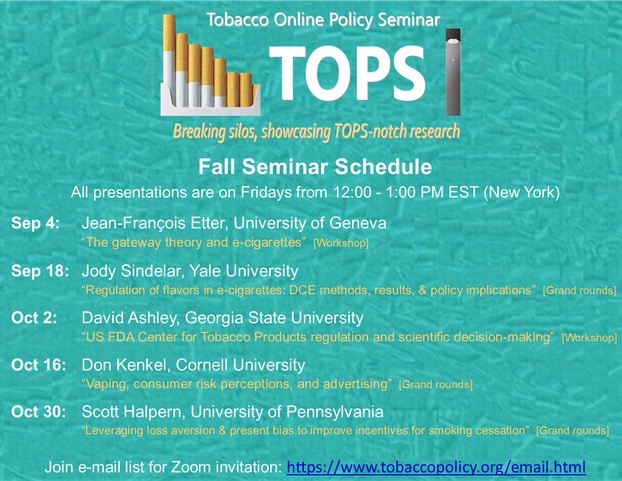 Tobacco Online Policy Seminar
TOPS
Breaking silos, showcasing TOPS-notch research
Fall Seminar Schedule
All presentations are on Fridays from 12:00 - 1:00 PM EST (New York)
Sep 4: Jean-François Etter, University of Geneva
“The gateway theory and e-cigarettes” [Workshop]
Sep 18: Jody Sindelar, Yale University
“Regulation of flavors in e-cigarettes: DCE methods, results, & policy implications” [Grand rounds]
Oct 2: David Ashley, Georgia State University
“US FDA Center for Tobacco Products regulation and scientific decision-making” [Workshop]
Oct 16: Don Kenkel, Cornell University
“Vaping, consumer risk perceptions, and advertising” [Grand rounds]
Oct 30: Scott Halpern, University of Pennsylvania
“Leveraging loss aversion & present bias to improve incentives for smoking cessation” [Grand rounds]
Join e-mail list for Zoom invitation: https://www.tobaccopolicy.org/email.html